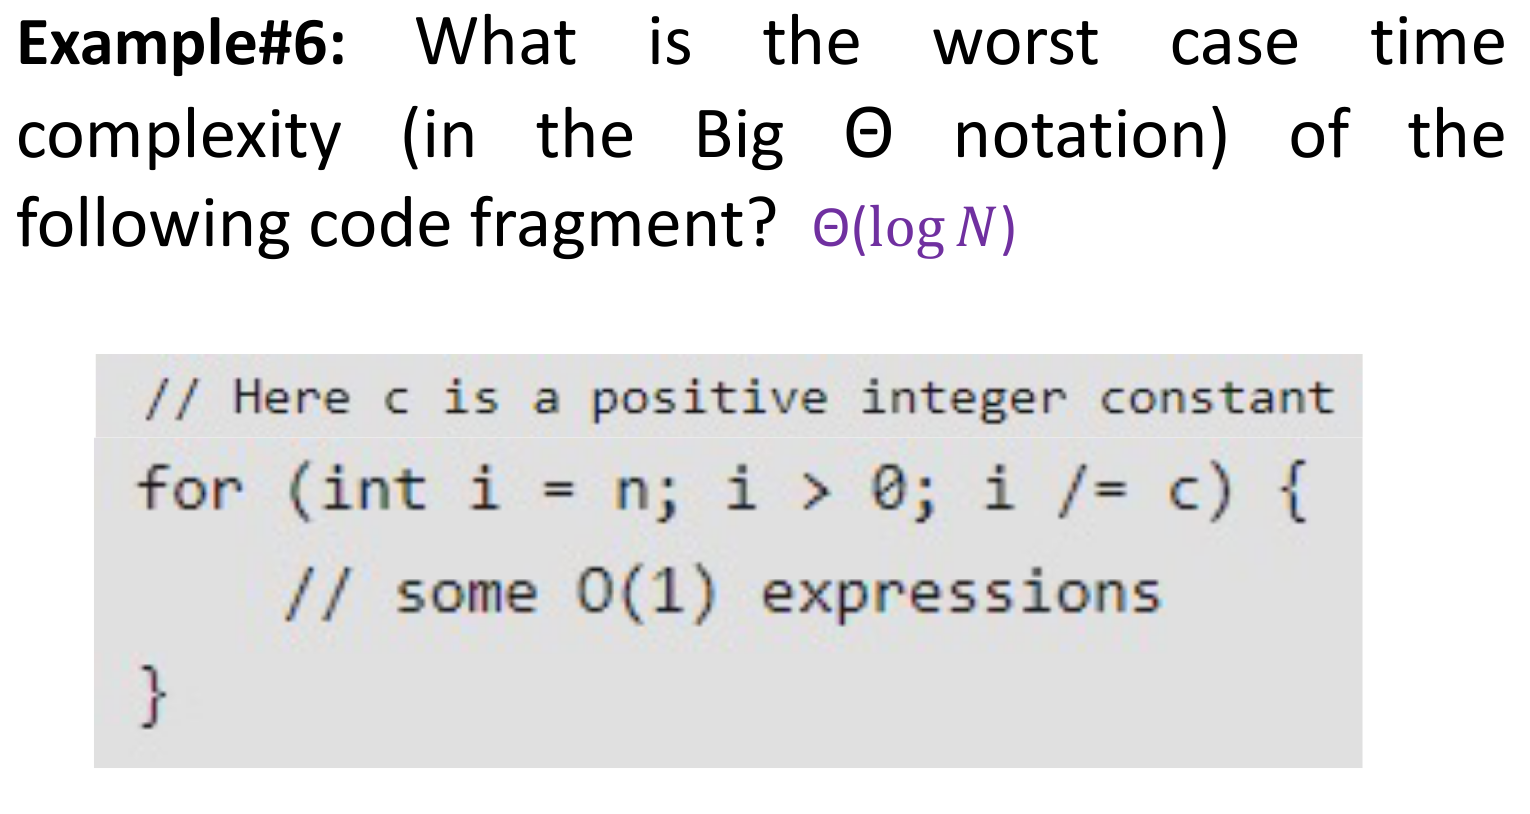 Example#6: What is the worst case time
complexity (in the Big Θ notation) of the
following code fragment? Θ(log N)
// Here c is a positive integer constant
for (int i = n; i > 0; i /= c) {
// some O(1) expressions
}